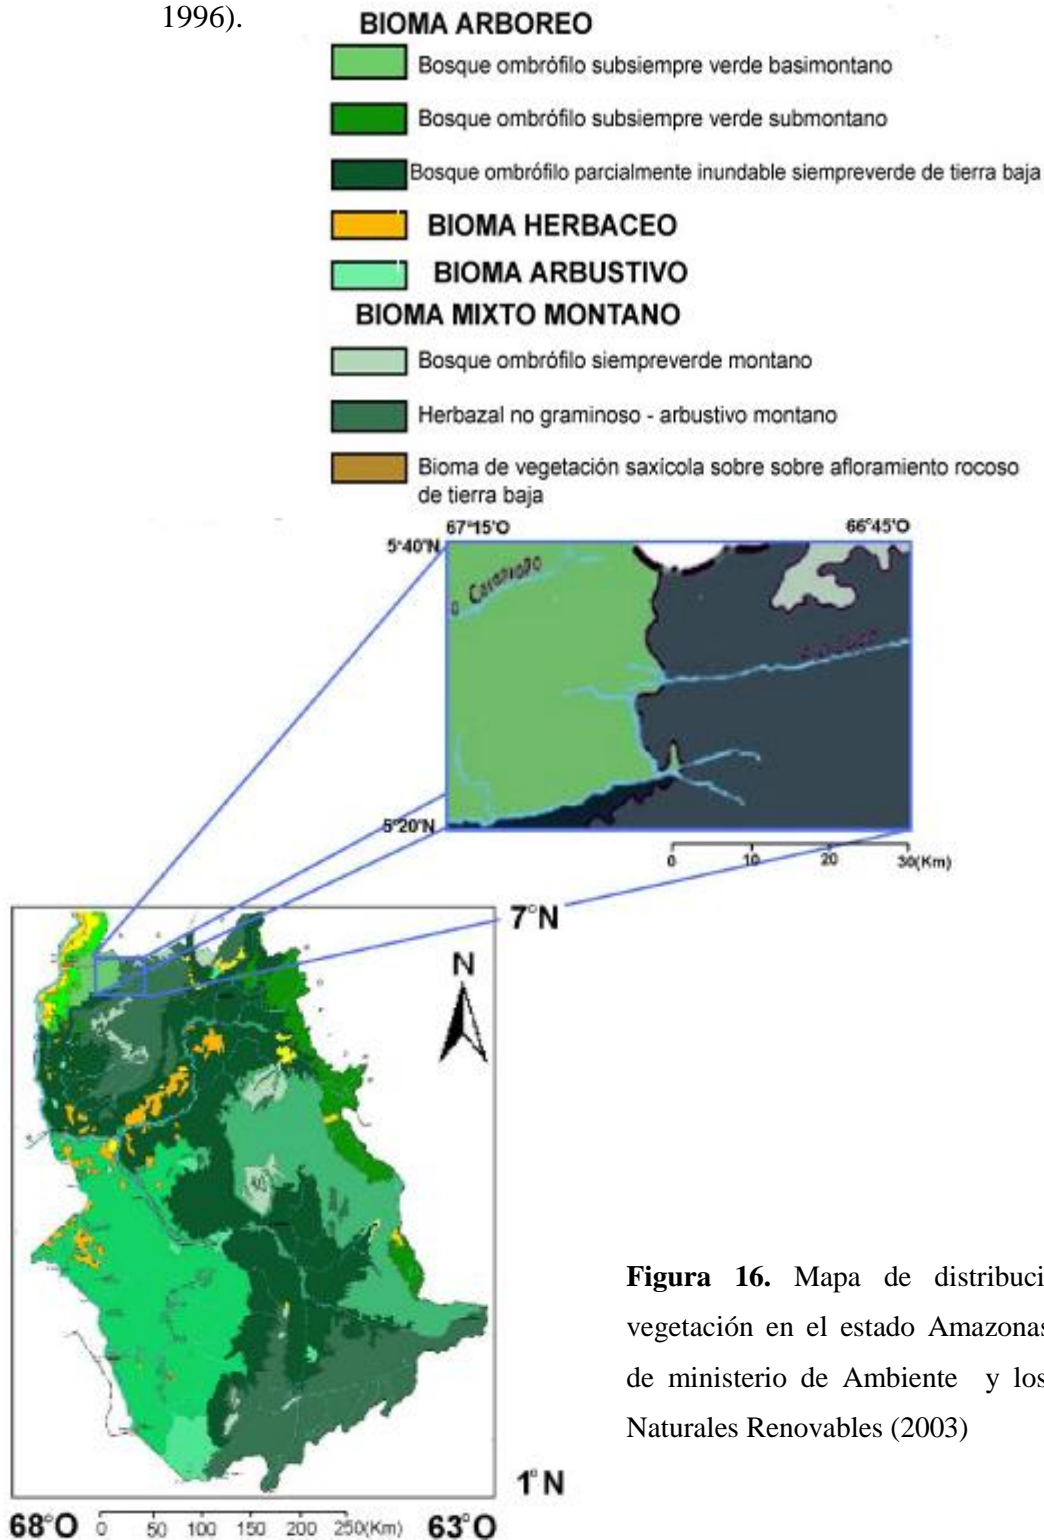 1996).
BIOMA ARBOREO
Bosque ombrófilo subsiempre verde basimontano
Bosque ombrófilo subsiempre verde submontano
Bosque ombrófilo parcialmente inundable siempreverde de tierra baja
BIOMA HERBACEO
BIOMA ARBUSTIVO
BIOMA MIXTO MONTANO
Bosque ombrófilo siempreverde montano
Herbazal no graminoso - arbustivo montano
Bioma de vegetación saxícola sobre sobre afloramiento rocoso
de tierra baja
67°15'O 66°45'O
5°40'N
5°20'N
0 10 20 30(Km)
7°N
N
Figura 16. Mapa de distribuci
vegetación en el estado Amazonas
de ministerio de Ambiente y los
Naturales Renovables (2003)
1°N
68°O 0 50 100 150 200 250(Km) 63°O